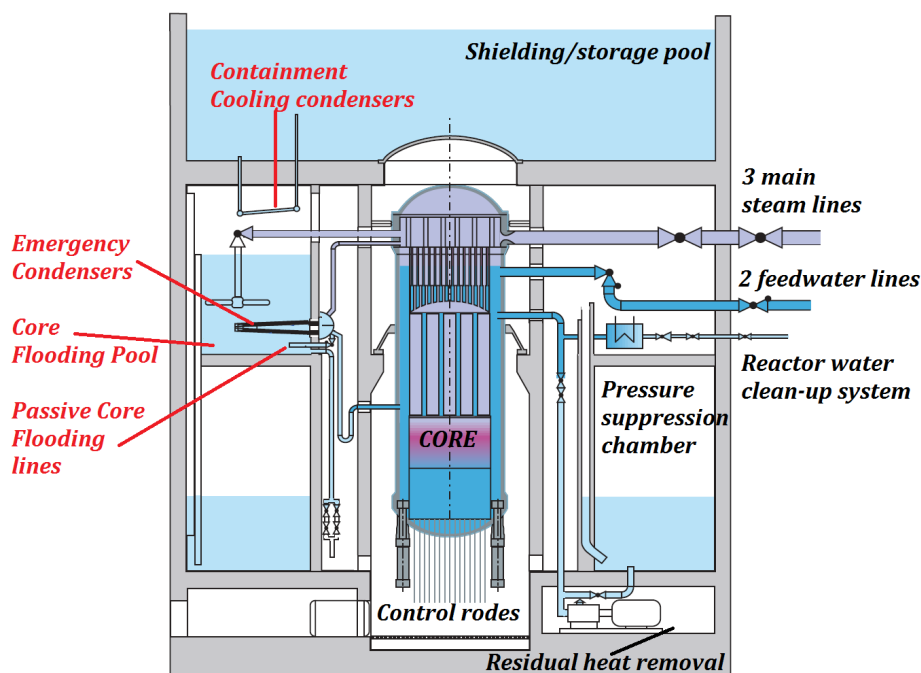 Shielding/storage pool
Containment
Cooling condensers
3 main
steam lines
Emergency
Condensers
2 feedwater lines
Core
Flooding Pool
Reactor water
clean-up system
Passive Core
Flooding
lines
Pressure
suppression
chamber
CORE
Control rodes
Residual heat removal